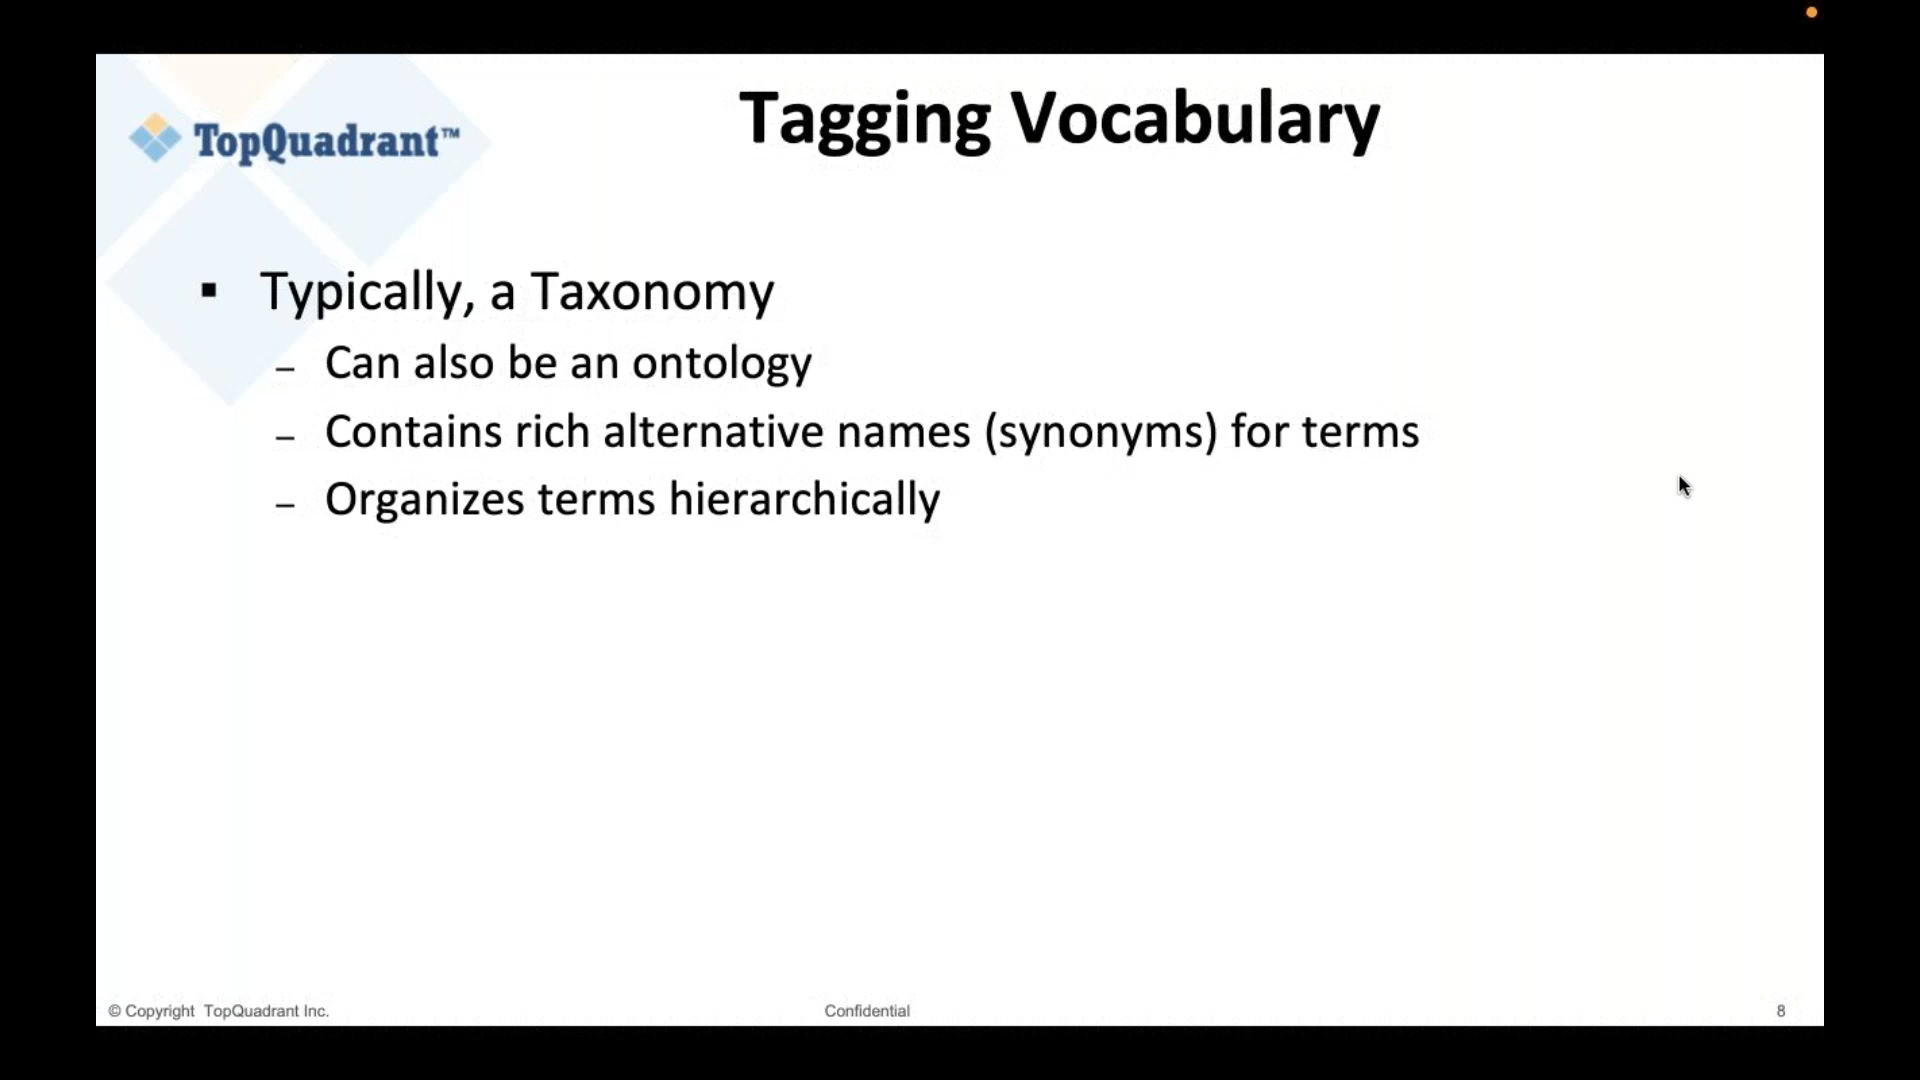 TopQuadrant™
Tagging Vocabulary
▪ Typically, a Taxonomy
– Can also be an ontology
– Contains rich alternative names (synonyms) for terms
– Organizes terms hierarchically
© Copyright TopQuadrant Inc.
Confidential
8